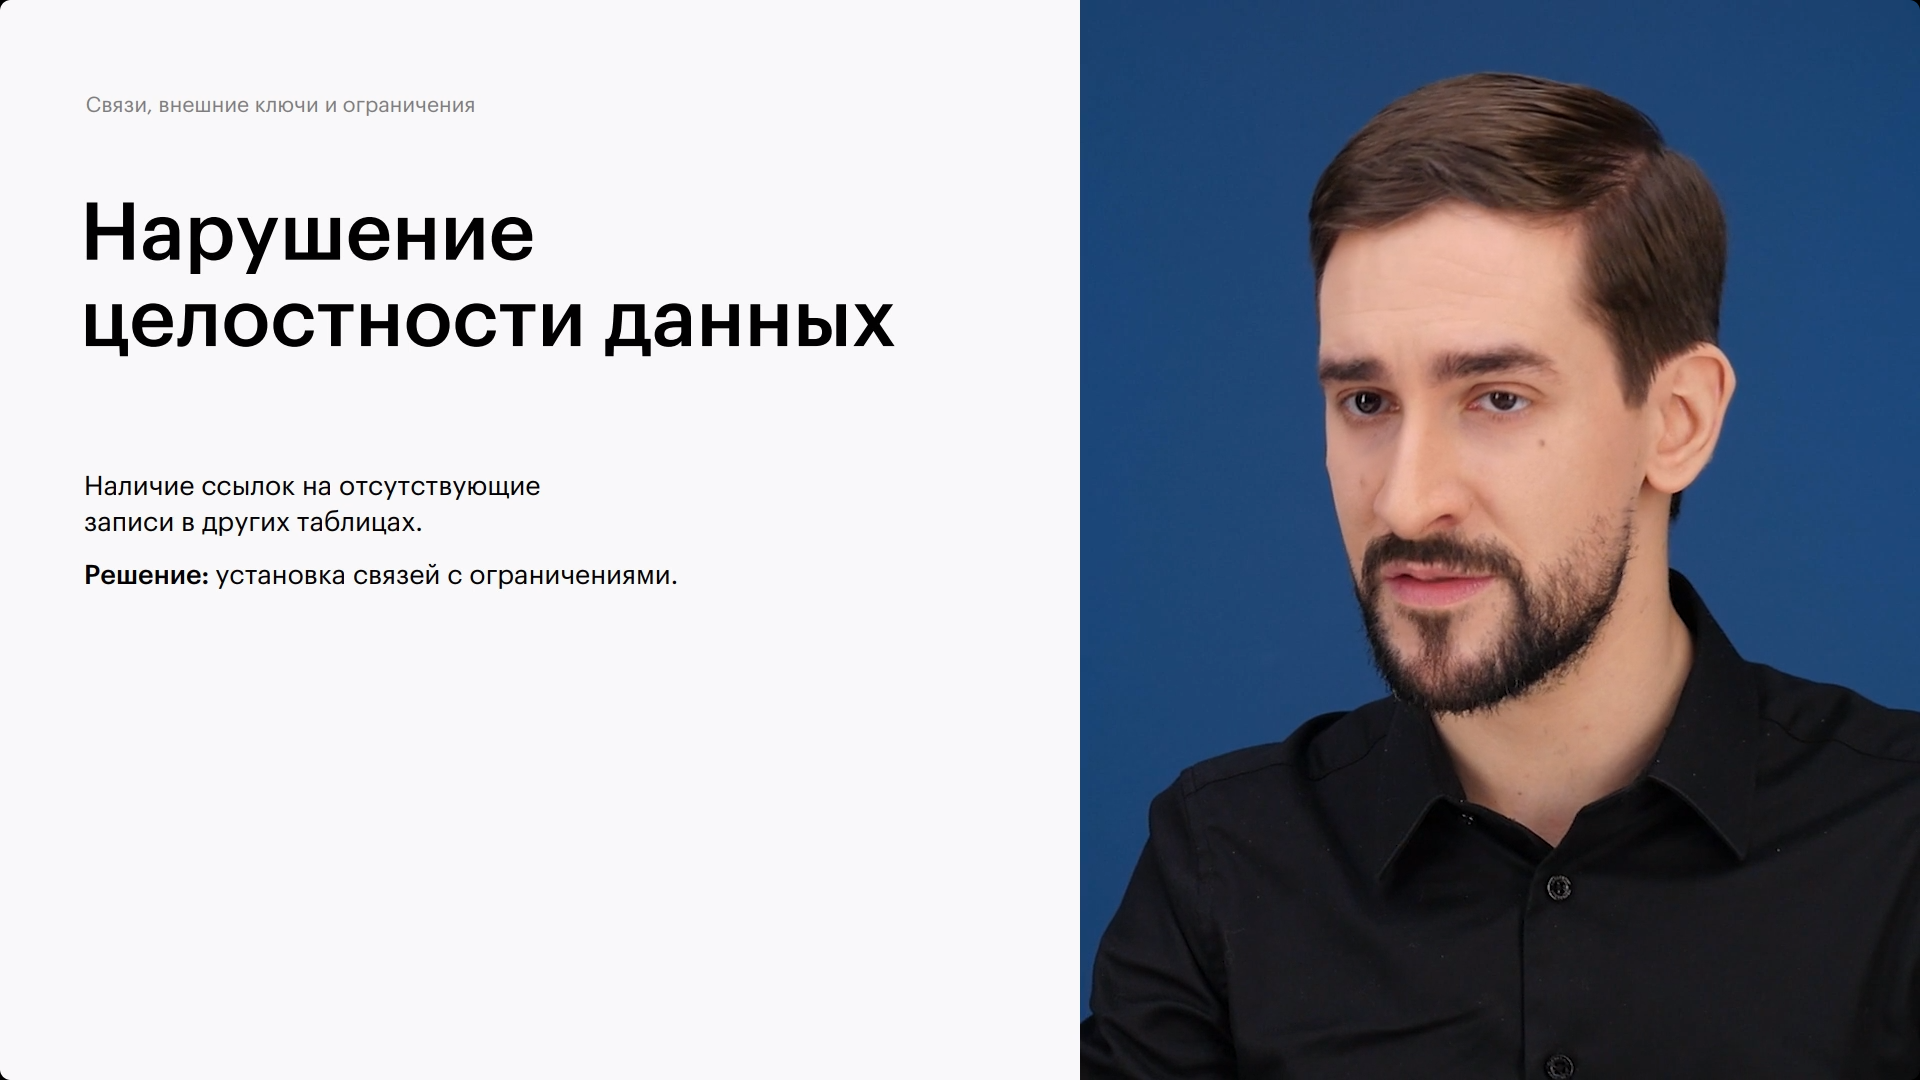 Связи, внешние ключи и ограничения
Нарушение
целостности данных
Наличие ссылок на отсутствующие
записи в других таблицах.
Решение: установка связей с ограничениями.